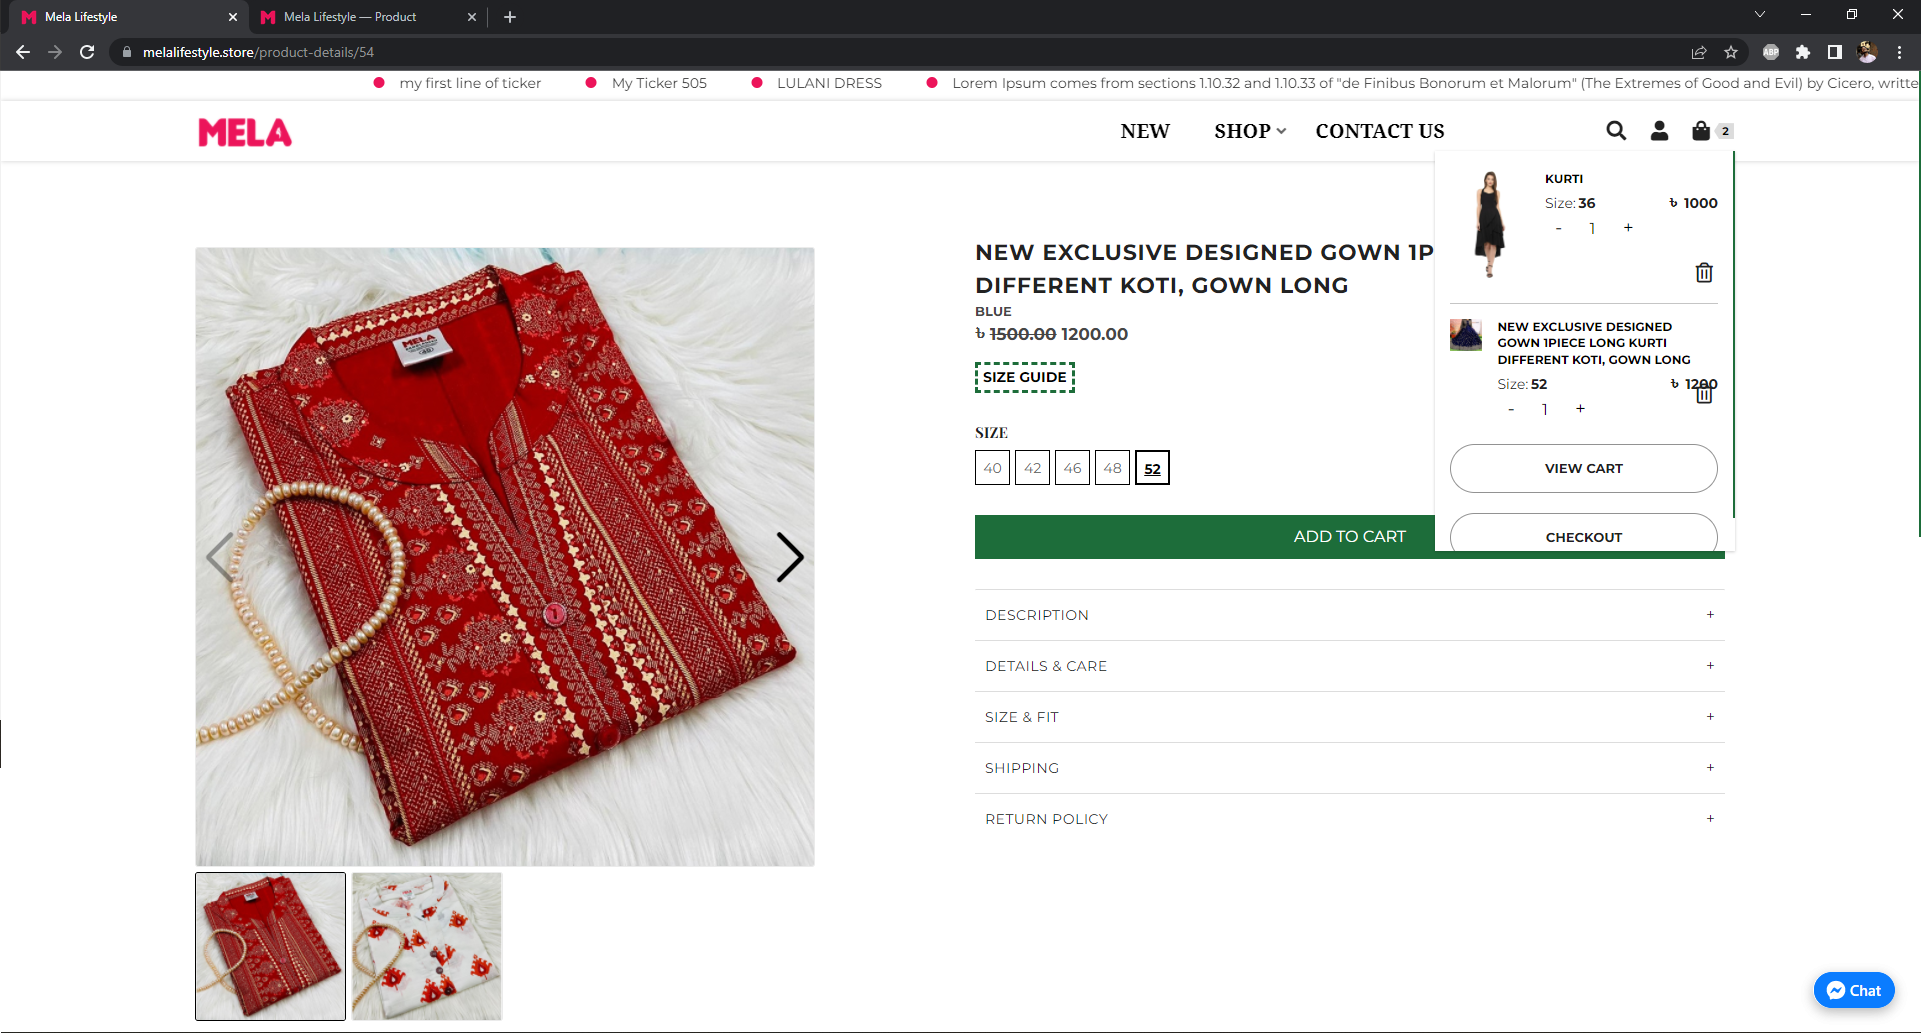 Mela Lifestyle
Mela Lifestyle — Product
melalifestyle.store/product-details/54
ABP
my first line of ticker
My Ticker 505
LULANI DRESS
Lorem Ipsum comes from sections 1.10.32 and 1.10.33 of "de Finibus Bonorum et Malorum" (The Extremes of Good and Evil) by Cicero, writte
MELA
NEW
SHOP
CONTACT US
2
KURTI
Size: 36
৳ 1000
- 1 +
NEW EXCLUSIVE DESIGNED
GOWN 1PIECE LONG KURTI
DIFFERENT KOTI, GOWN LONG
Size: 52
৳ 1200
- 1 +
VIEW CART
CHECKOUT
NEW EXCLUSIVE DESIGNED GOWN 1P
DIFFERENT KOTI, GOWN LONG
BLUE
৳ 1500.00 1200.00
SIZE GUIDE
SIZE
40 42 46 48 52
ADD TO CART
DESCRIPTION +
DETAILS & CARE +
SIZE & FIT +
SHIPPING +
RETURN POLICY +
MELA
Chat